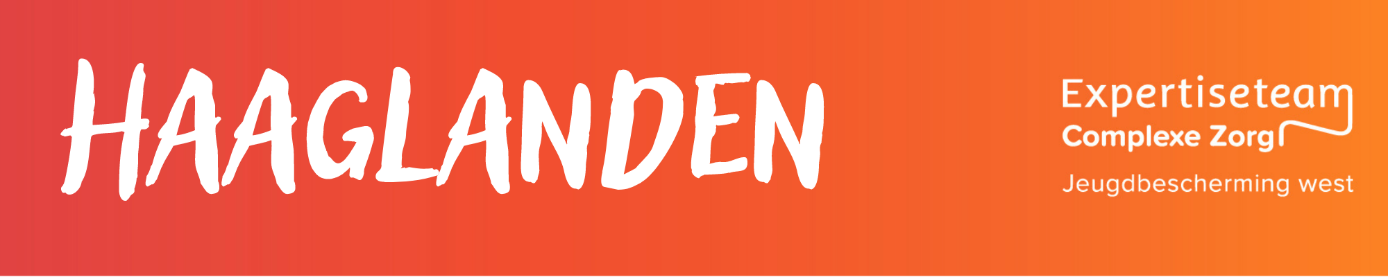 HAAGLANDEN
Expertiseteam
Complexe Zorg
Jeugdbescherming west